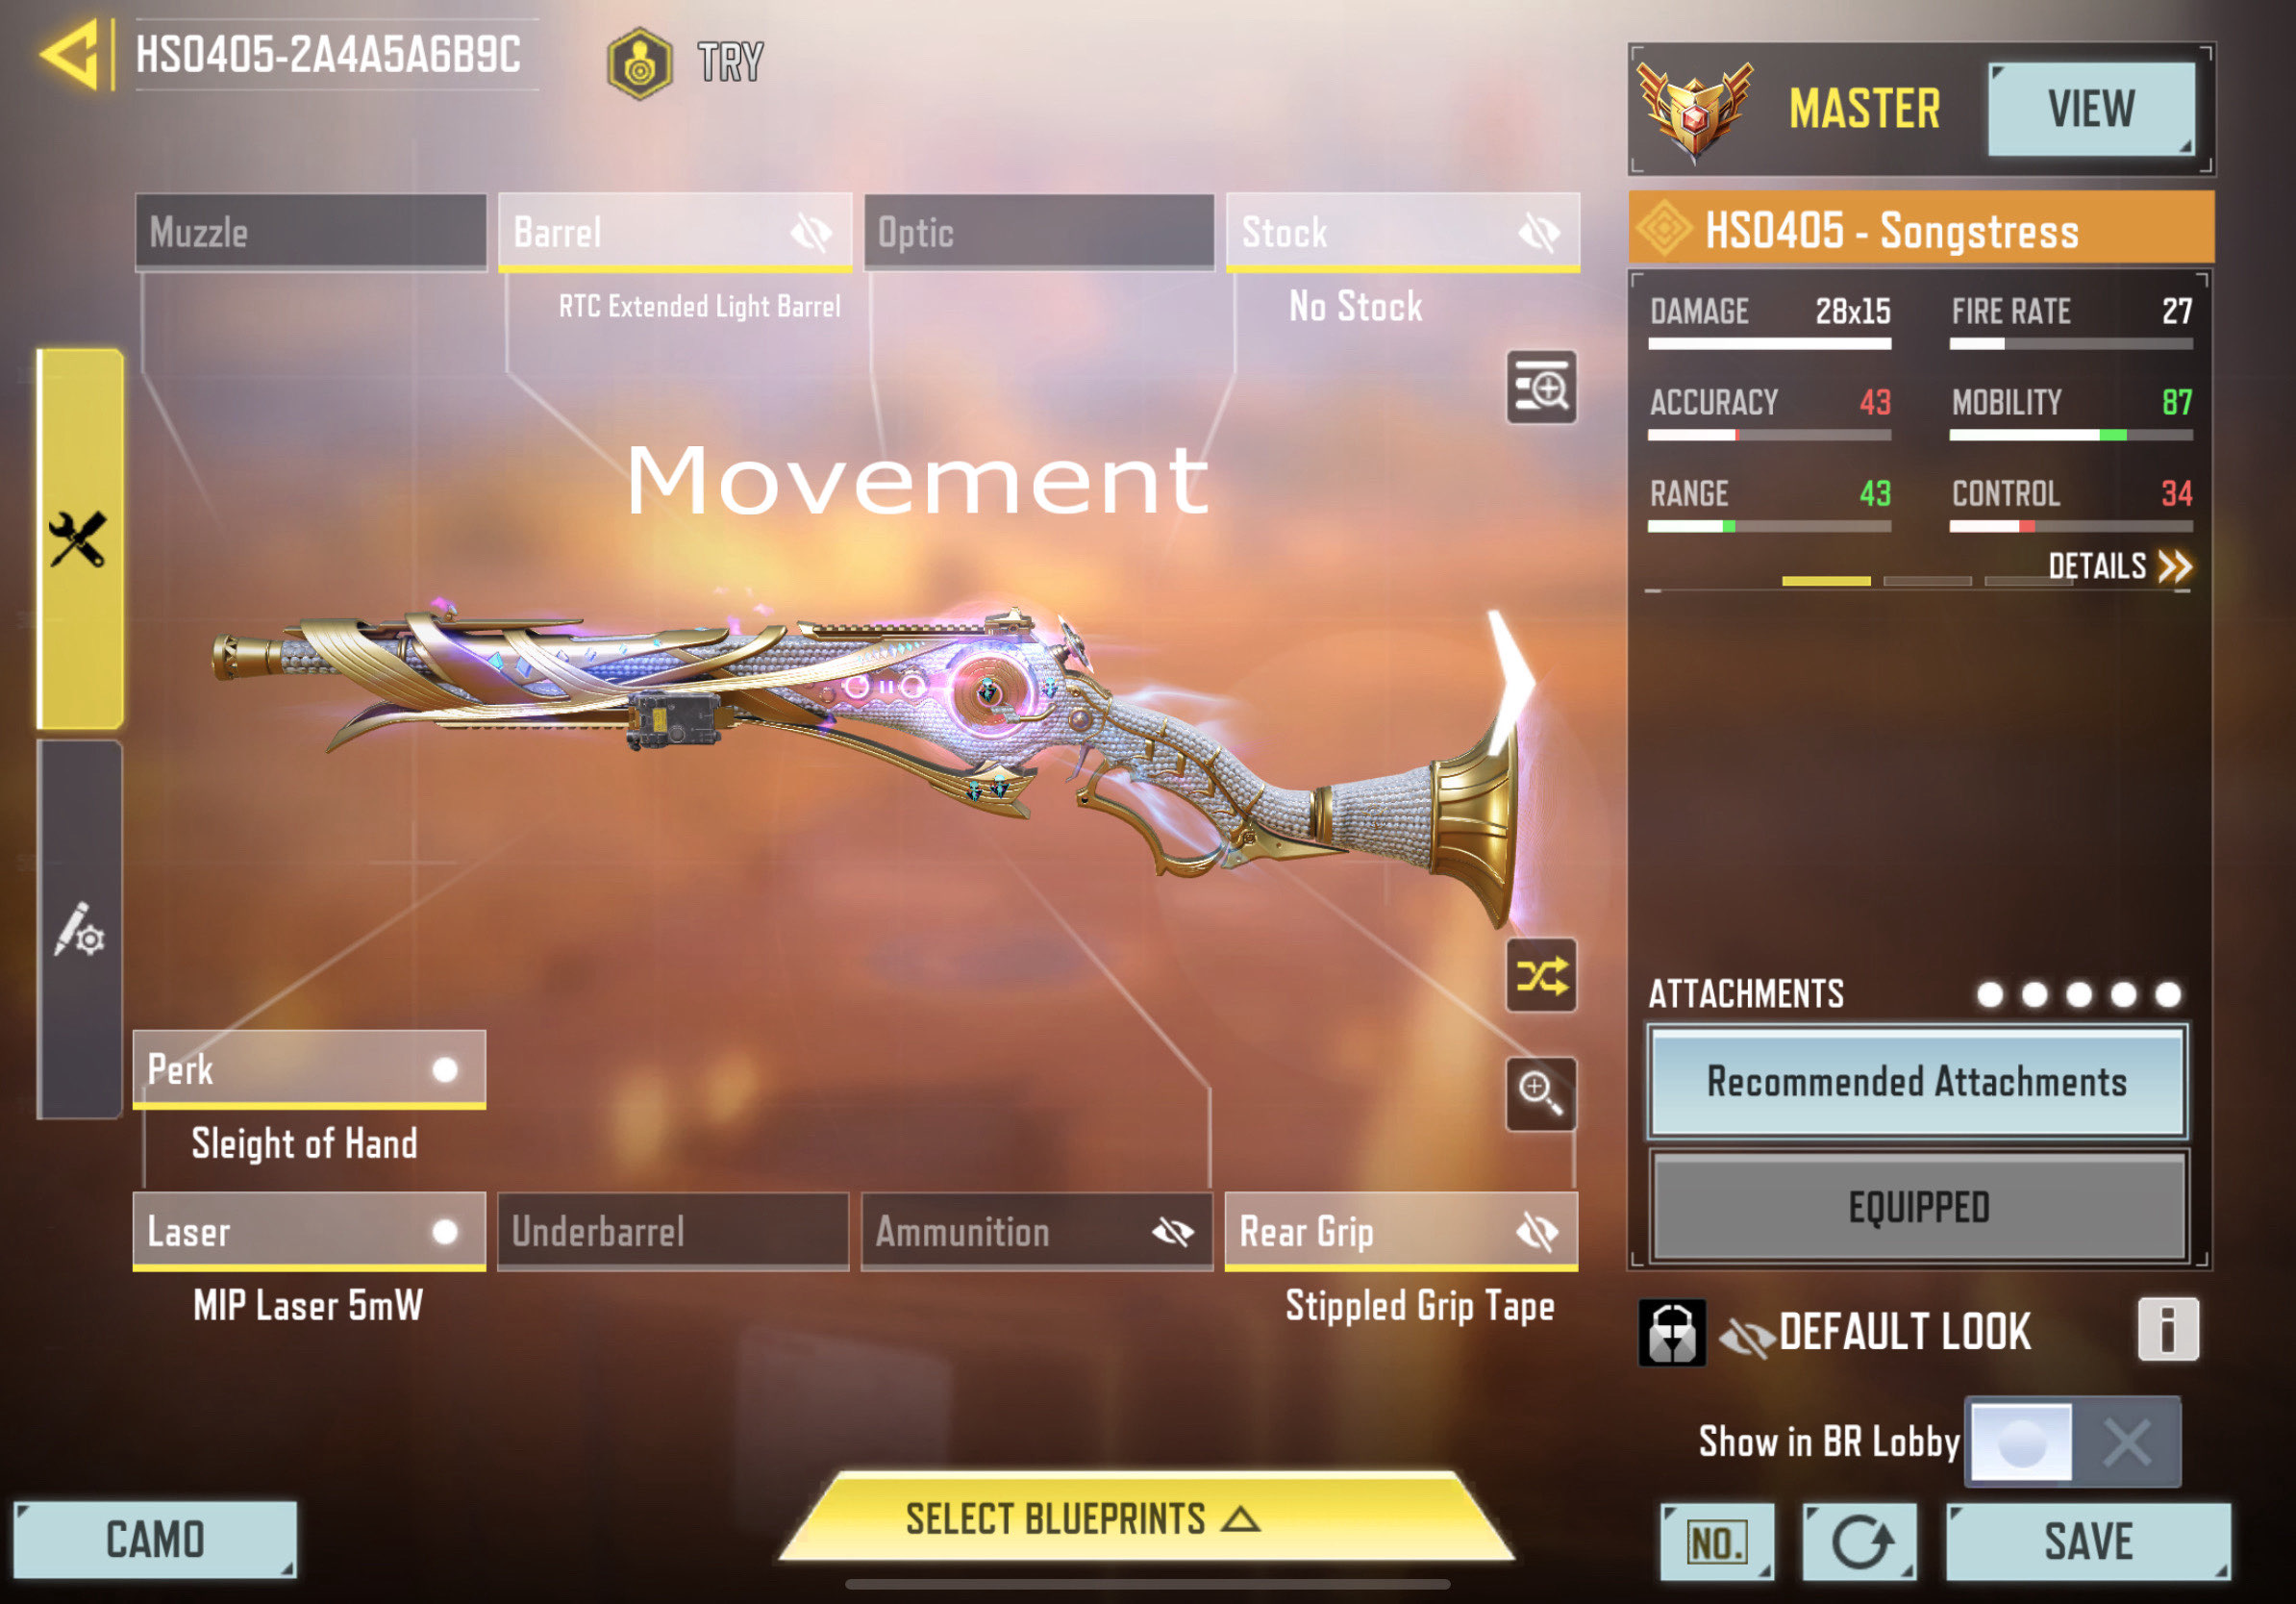 HS0405-2A4A5A6B9C
TRY
MASTER
VIEW
Muzzle
Barrel
Optic
Stock
RTC Extended Light Barrel
No Stock
HS0405 - Songstress
DAMAGE 28x15
FIRE RATE 27
ACCURACY 43
MOBILITY 87
RANGE 43
CONTROL 34
DETAILS
Movement
ATTACHMENTS
Recommended Attachments
EQUIPPED
Perk
Sleight of Hand
Laser
Underbarrel
Ammunition
Rear Grip
MIP Laser 5mW
Stippled Grip Tape
DEFAULT LOOK
Show in BR Lobby
CAMO
SELECT BLUEPRINTS
NO.
SAVE